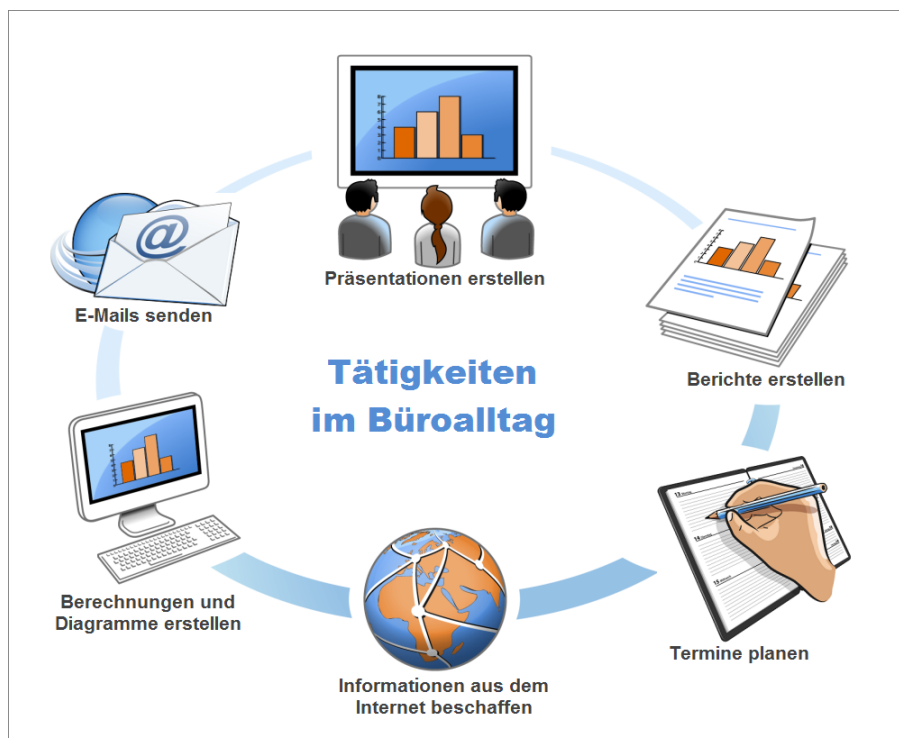 Präsentationen erstellen
E-Mails senden
Berichte erstellen
Tätigkeiten
im Büroalltag
Berechnungen und
Diagramme erstellen
Termine planen
Informationen aus dem
Internet beschaffen